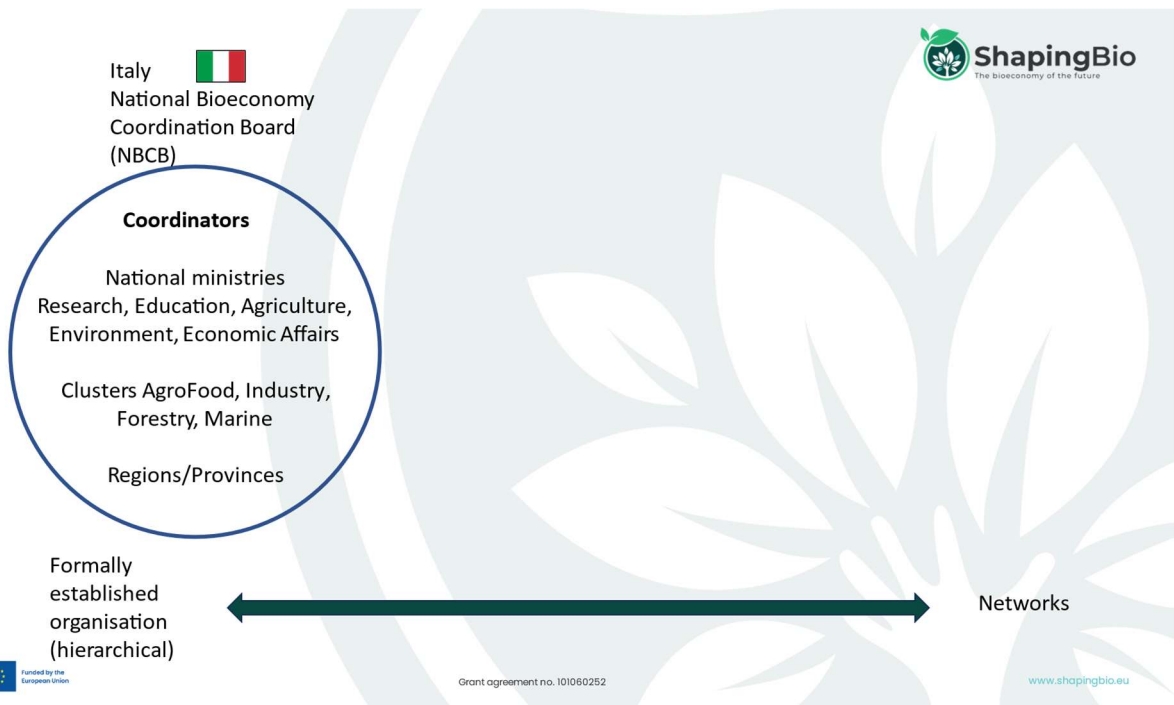 ShapingBio
The bioeconomy of the future
Italy
National Bioeconomy
Coordination Board
(NBCB)
Coordinators
National ministries
Research, Education, Agriculture,
Environment, Economic Affairs
Clusters AgroFood, Industry,
Forestry, Marine
Regions/Provinces
Formally
established
organisation
(hierarchical)
Networks
Funded by the
European Union
Grant agreement no. 101060252
www.shapingbio.eu